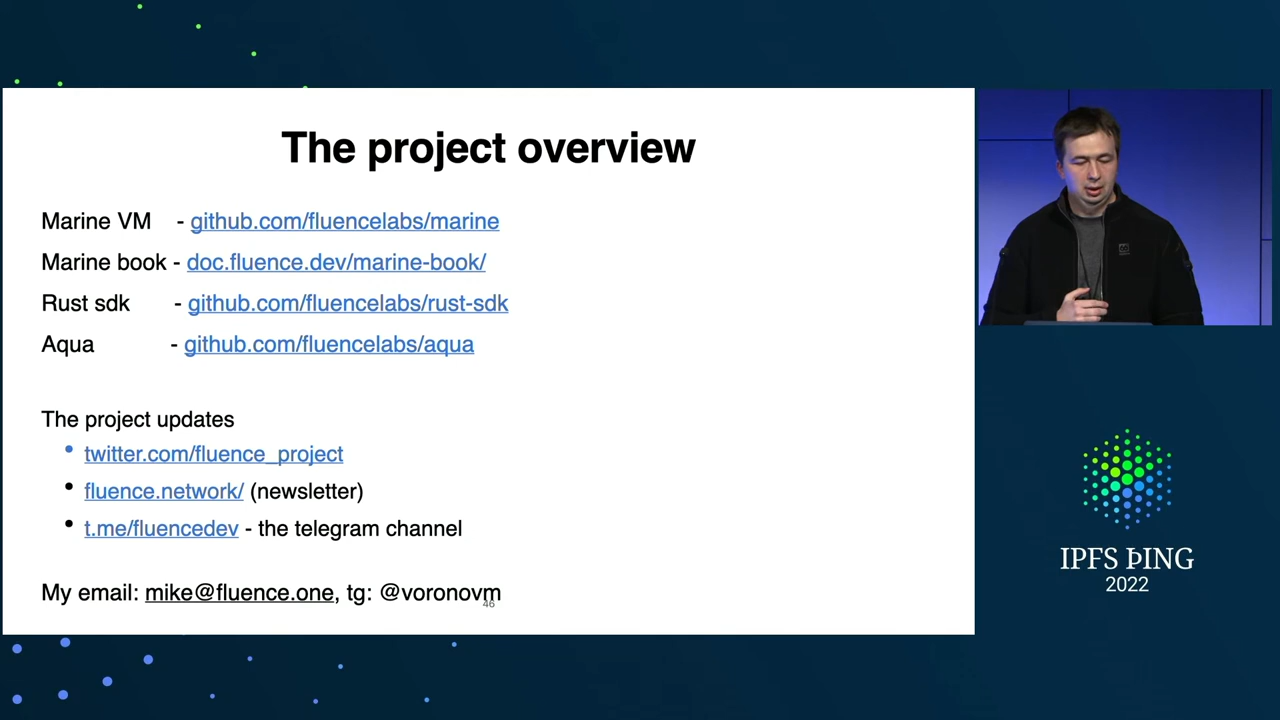 The project overview
Marine VM - github.com/fluencelabs/marine
Marine book - doc.fluence.dev/marine-book/
Rust sdk - github.com/fluencelabs/rust-sdk
Aqua - github.com/fluencelabs/aqua
The project updates
• twitter.com/fluence_project
• fluence.network/ (newsletter)
• t.me/fluencedev - the telegram channel
My email: mike@fluence.one, tg: @voronovm
46
IPFS ÞING
2022